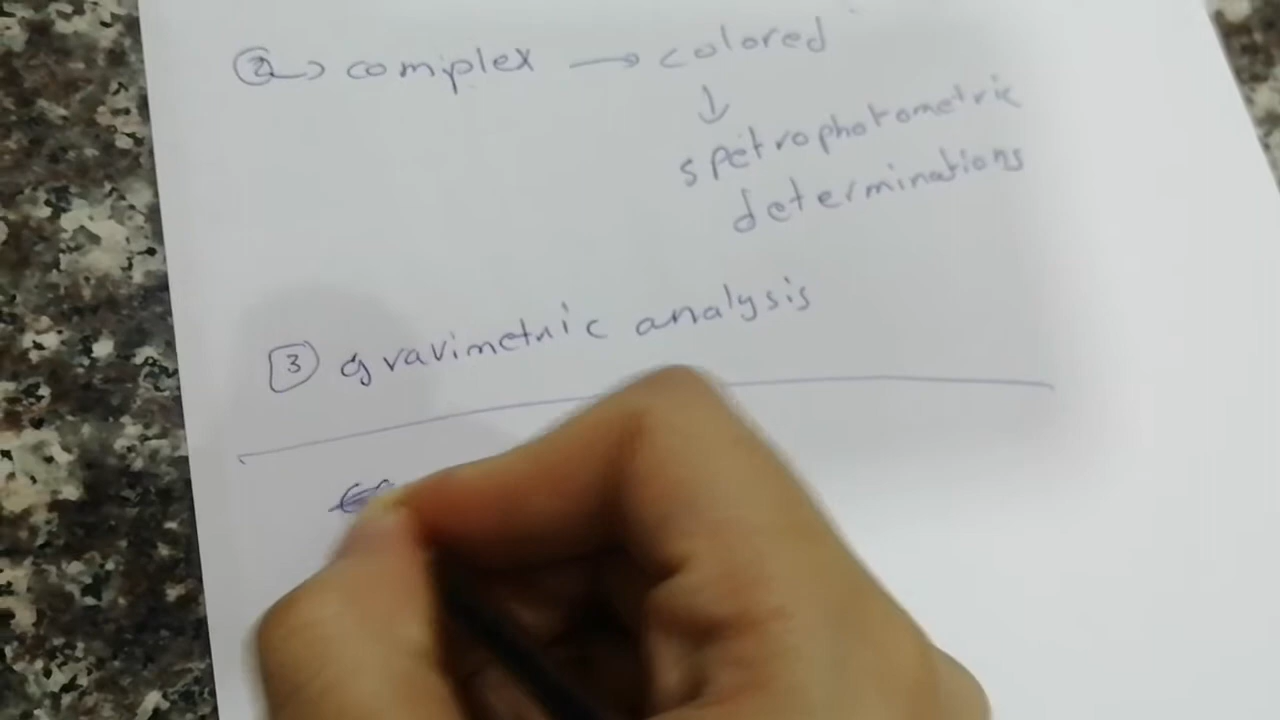 ② → complex → colored
↓
spetrophotometric
determinations
3 gravimetric analysis